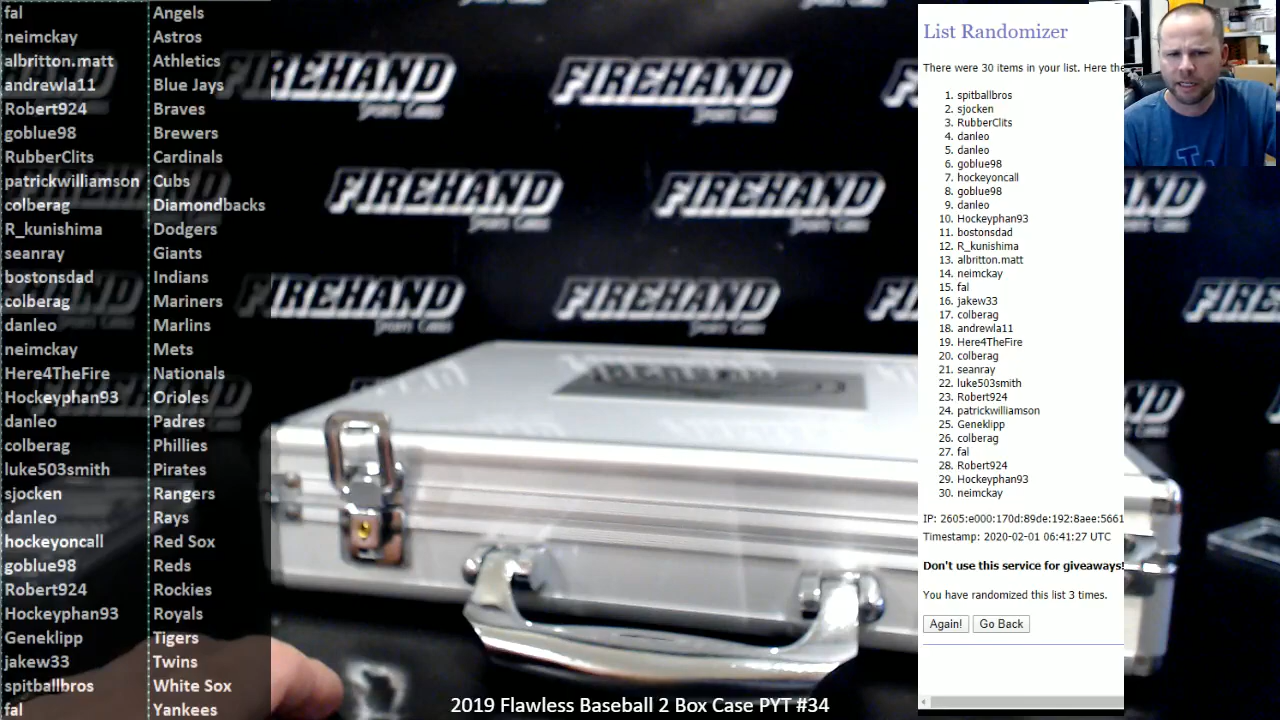 fal Angels
neimckay Astros
albritton.matt Athletics
andrewla11 Blue Jays
Robert924 Braves
goblue98 Brewers
RubberClits Cardinals
patrickwilliamson Cubs
colberag Diamondbacks
R_kunishima Dodgers
seanray Giants
bostonsdad Indians
colberag Mariners
danleo Marlins
neimckay Mets
Here4TheFire Nationals
Hockeyphan93 Orioles
danleo Padres
colberag Phillies
luke503smith Pirates
sjocken Rangers
danleo Rays
hockeyoncall Red Sox
goblue98 Reds
Robert924 Rockies
Hockeyphan93 Royals
Geneklipp Tigers
jakew33 Twins
spitballbros White Sox
fal Yankees
FIREHAND
FIREHAND
FIREHAND
FIREHAND
FIREHAND
FIREHAND
2019 Flawless Baseball 2 Box Case PYT #34
List Randomizer
There were 30 items in your list. Here the
1. spitballbros
2. sjocken
3. RubberClits
4. danleo
5. danleo
6. goblue98
7. hockeyoncall
8. goblue98
9. danleo
10. Hockeyphan93
11. bostonsdad
12. R_kunishima
13. albritton.matt
14. neimckay
15. fal
16. jakew33
17. colberag
18. andrewla11
19. Here4TheFire
20. colberag
21. seanray
22. luke503smith
23. Robert924
24. patrickwilliamson
25. Geneklipp
26. colberag
27. fal
28. Robert924
29. Hockeyphan93
30. neimckay
IP: 2605:e000:170d:89de:192:8aee:5661
Timestamp: 2020-02-01 06:41:27 UTC
Don't use this service for giveaways!
You have randomized this list 3 times.
Again! Go Back